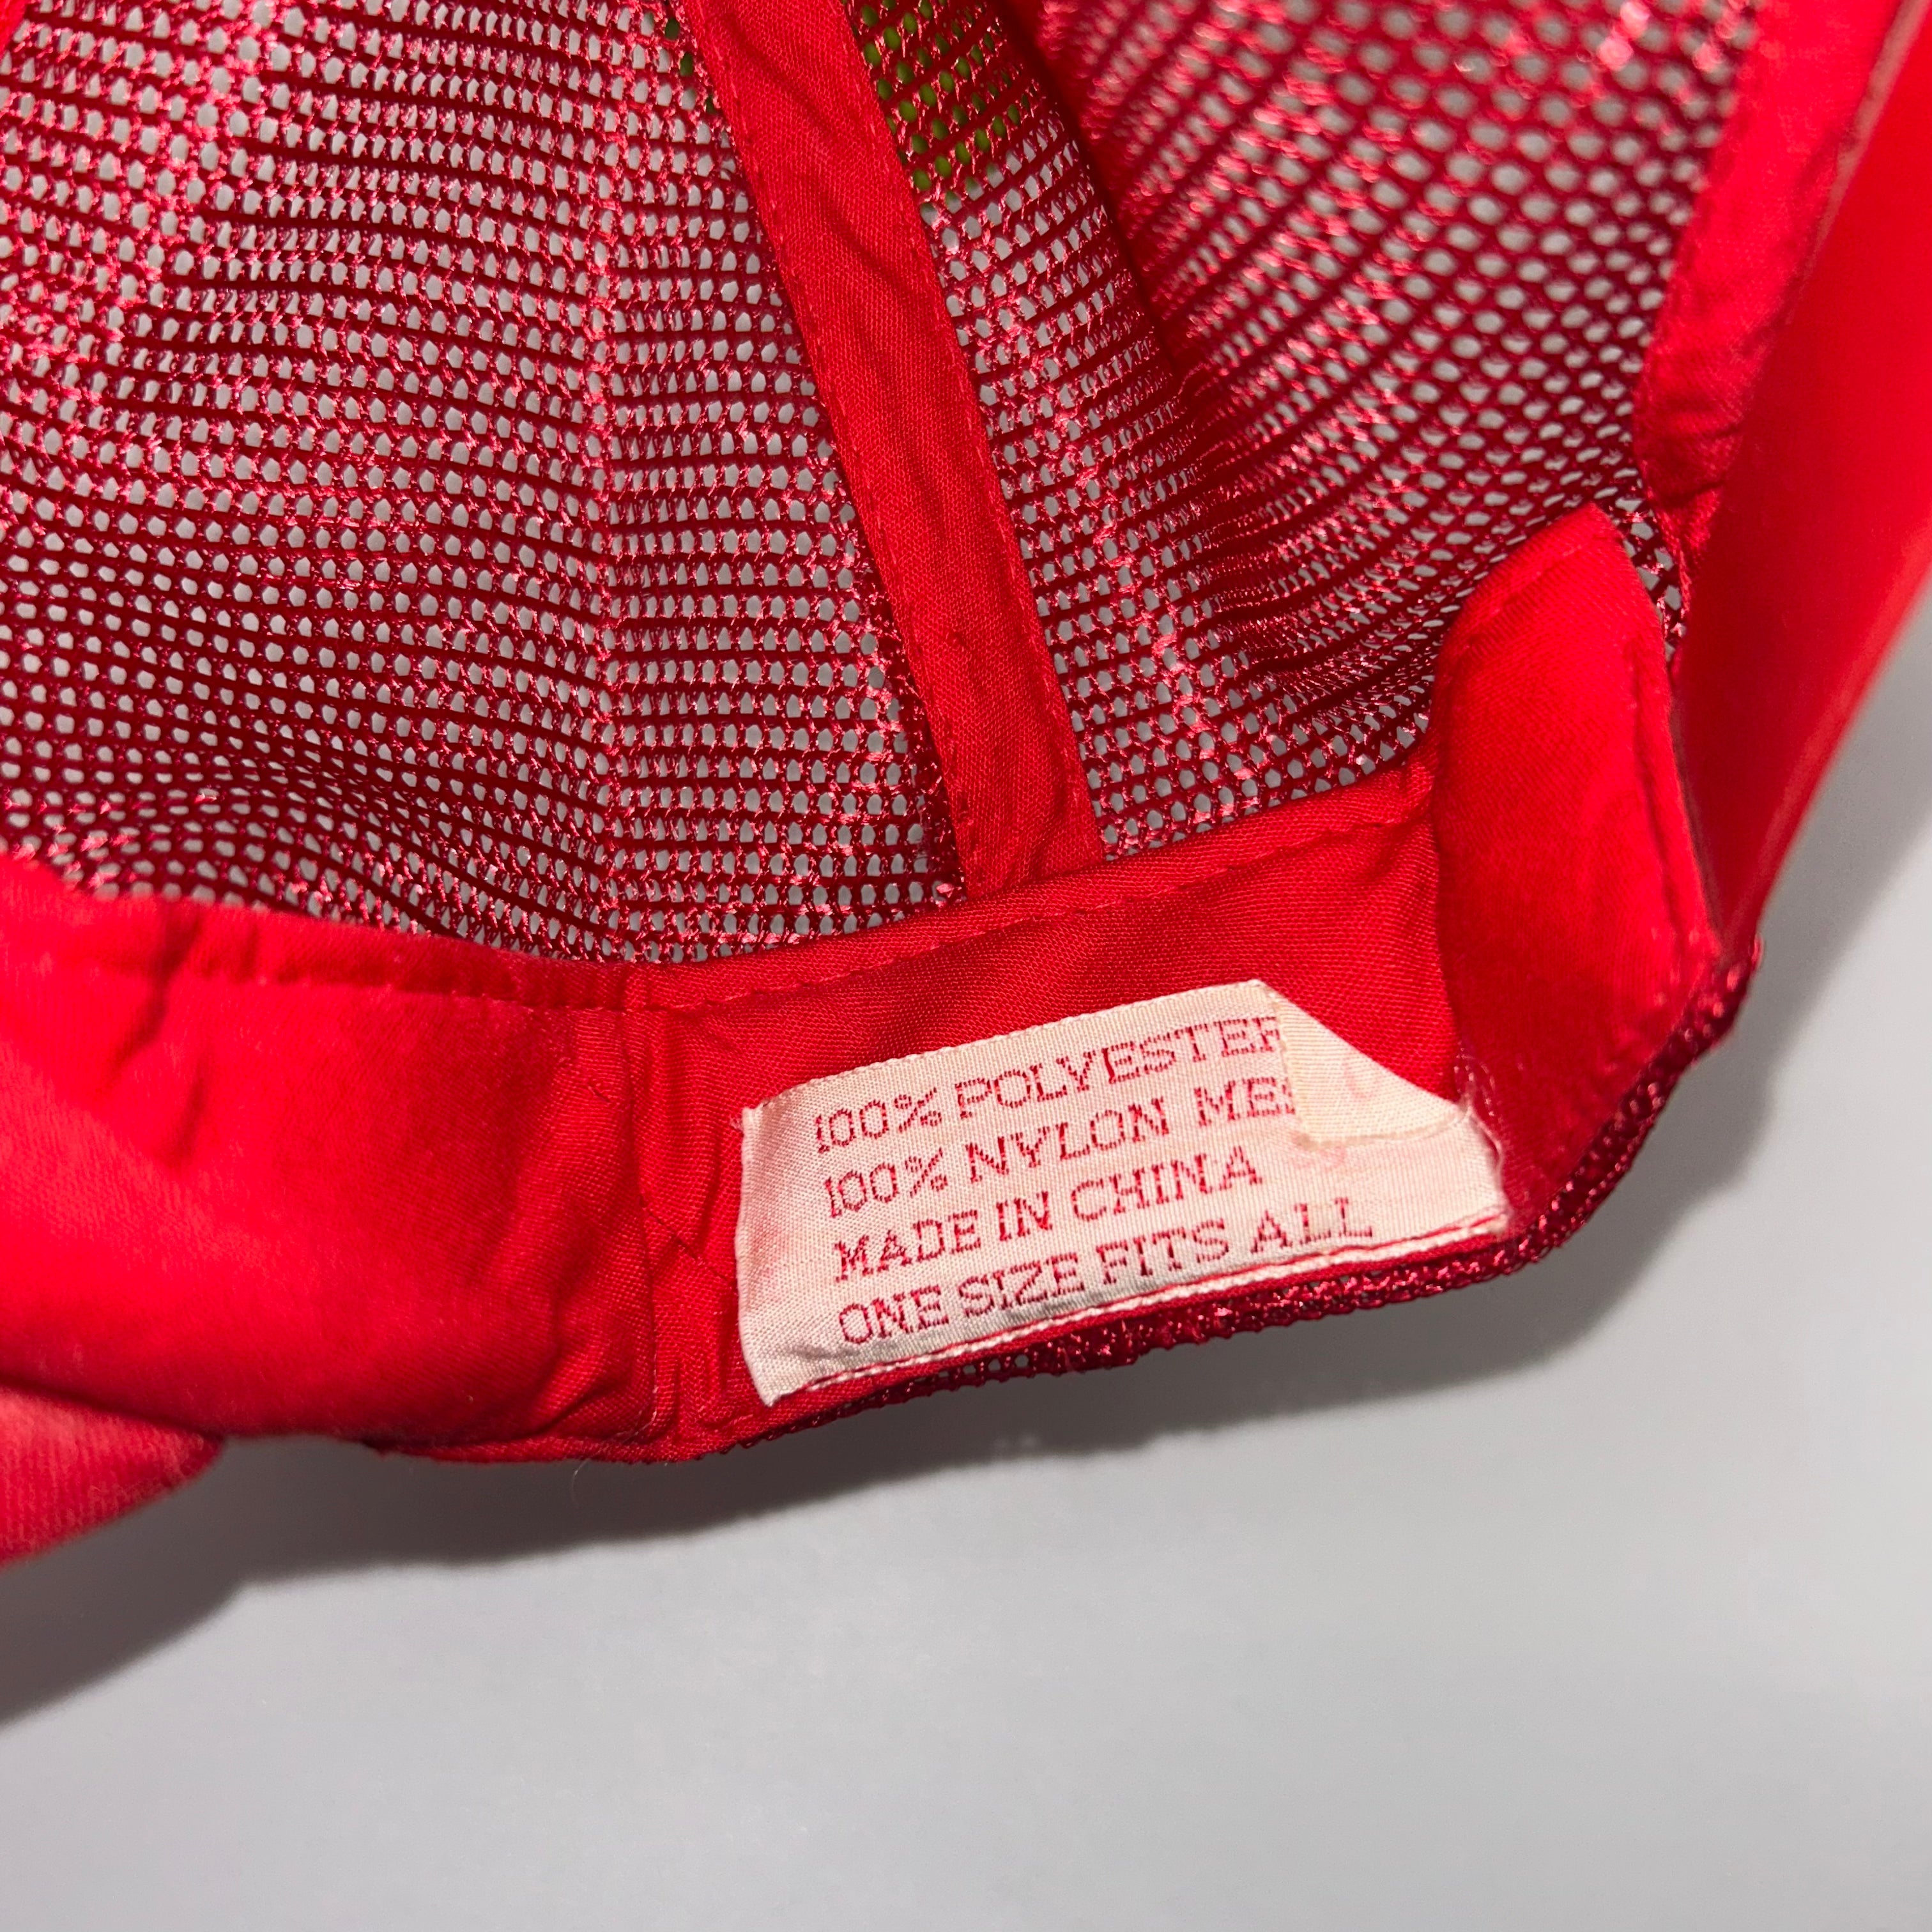 100% POLYESTER
100% NYLON MES
MADE IN CHINA
ONE SIZE FITS ALL